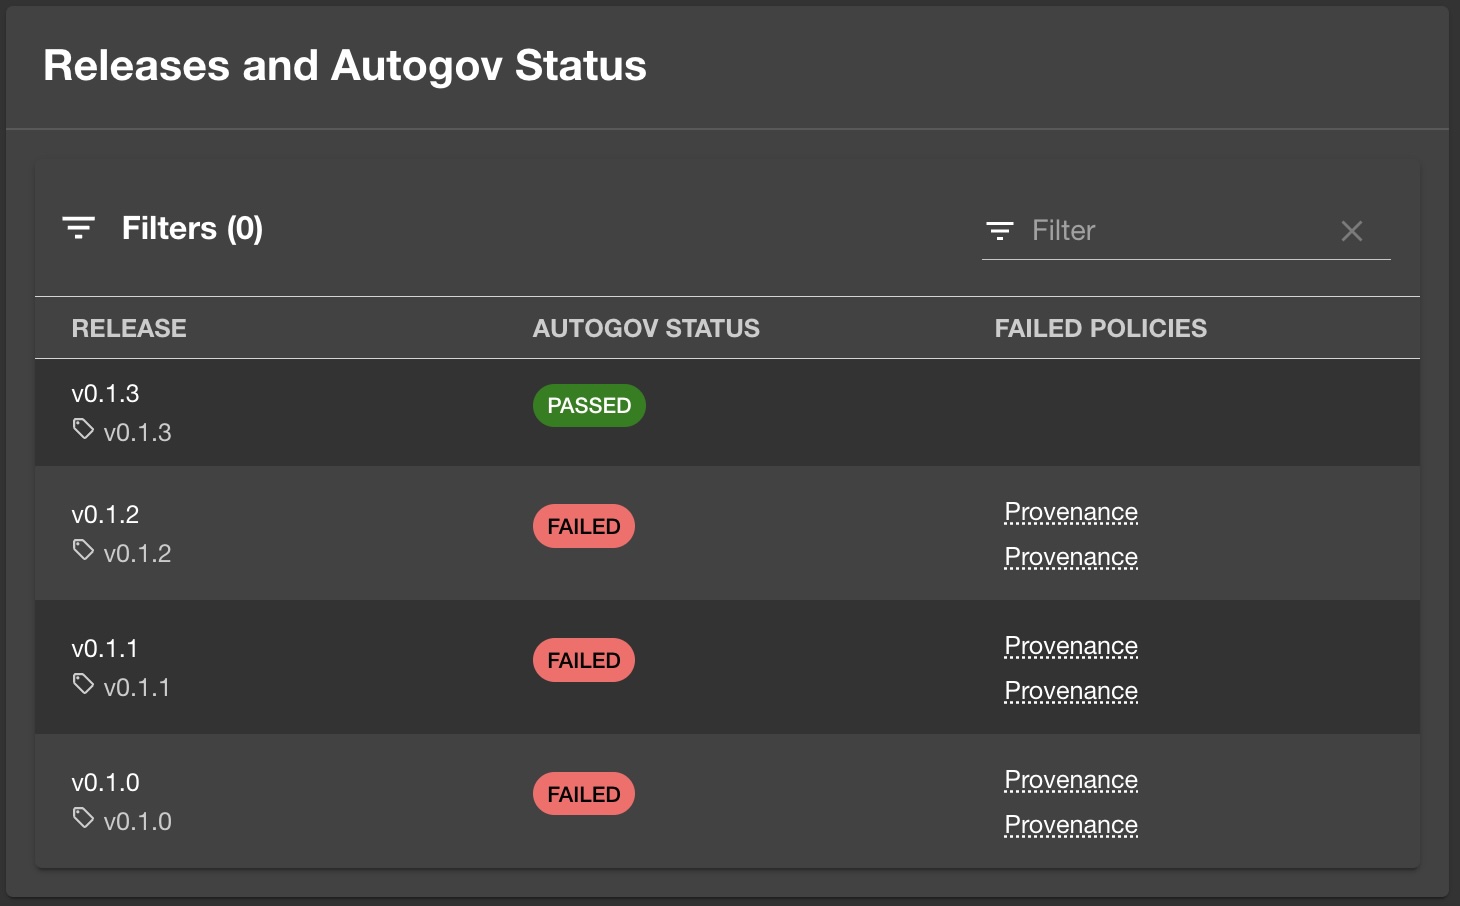 Releases and Autogov Status
Filters (0)
Filter
RELEASE AUTOGOV STATUS FAILED POLICIES
v0.1.3
PASSED
v0.1.3
v0.1.2
FAILED
v0.1.2
Provenance
Provenance
v0.1.1
FAILED
v0.1.1
Provenance
Provenance
v0.1.0
FAILED
v0.1.0
Provenance
Provenance